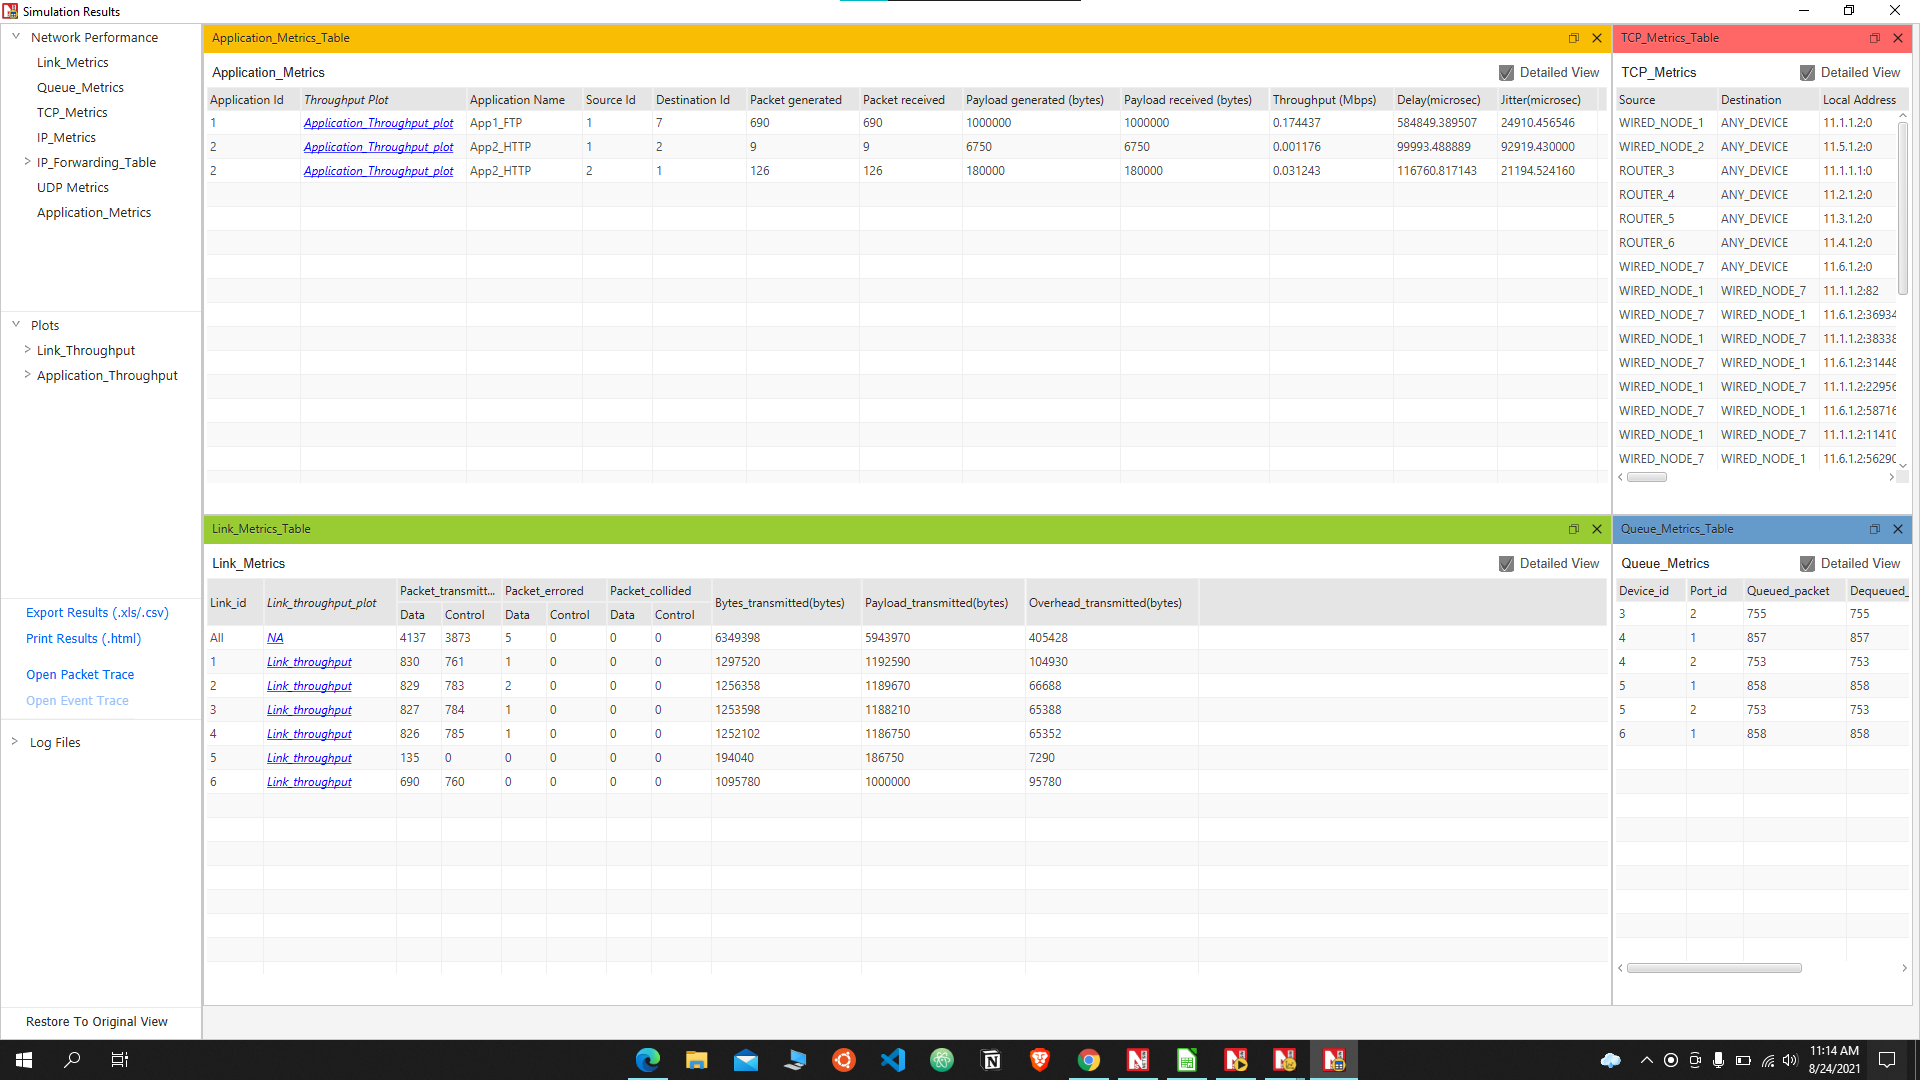 Simulation Results
Network Performance
Link_Metrics
Queue_Metrics
TCP_Metrics
IP_Metrics
IP_Forwarding_Table
UDP Metrics
Application_Metrics
Plots
Link_Throughput
Application_Throughput
Export Results (.xls/.csv)
Print Results (.html)
Open Packet Trace
Open Event Trace
Log Files
Restore To Original View
Application_Metrics_Table
Application_Metrics Detailed View
Application Id Throughput Plot Application Name Source Id Destination Id Packet generated Packet received Payload generated (bytes) Payload received (bytes) Throughput (Mbps) Delay(microsec) Jitter(microsec)
1 Application_Throughput_plot App1_FTP 1 7 690 690 1000000 1000000 0.174437 584849.389507 24910.456546
2 Application_Throughput_plot App2_HTTP 1 2 9 9 6750 6750 0.001176 99993.488889 92919.430000
2 Application_Throughput_plot App2_HTTP 2 1 126 126 180000 180000 0.031243 116760.817143 21194.524160
TCP_Metrics_Table
TCP_Metrics Detailed View
Source Destination Local Address
WIRED_NODE_1 ANY_DEVICE 11.1.1.2:0
WIRED_NODE_2 ANY_DEVICE 11.5.1.2:0
ROUTER_3 ANY_DEVICE 11.1.1.1:0
ROUTER_4 ANY_DEVICE 11.2.1.2:0
ROUTER_5 ANY_DEVICE 11.3.1.2:0
ROUTER_6 ANY_DEVICE 11.4.1.2:0
WIRED_NODE_7 ANY_DEVICE 11.6.1.2:0
WIRED_NODE_1 WIRED_NODE_7 11.1.1.2:82
WIRED_NODE_7 WIRED_NODE_1 11.6.1.2:36934
WIRED_NODE_1 WIRED_NODE_7 11.1.1.2:38338
WIRED_NODE_7 WIRED_NODE_1 11.6.1.2:31448
WIRED_NODE_1 WIRED_NODE_7 11.1.1.2:22956
WIRED_NODE_7 WIRED_NODE_1 11.6.1.2:58716
WIRED_NODE_1 WIRED_NODE_7 11.1.1.2:11410
WIRED_NODE_7 WIRED_NODE_1 11.6.1.2:56290
Link_Metrics_Table
Link_Metrics Detailed View
Link_id Link_throughput_plot Packet_transmitt... Packet_errored Packet_collided Bytes_transmitted(bytes) Payload_transmitted(bytes) Overhead_transmitted(bytes)
Data Control Data Control Data Control
All NA 4137 3873 5 0 0 0 6349398 5943970 405428
1 Link_throughput 830 761 1 0 0 0 1297520 1192590 104930
2 Link_throughput 829 783 2 0 0 0 1256358 1189670 66688
3 Link_throughput 827 784 1 0 0 0 1253598 1188210 65388
4 Link_throughput 826 785 1 0 0 0 1252102 1186750 65352
5 Link_throughput 135 0 0 0 0 0 194040 186750 7290
6 Link_throughput 690 760 0 0 0 0 1095780 1000000 95780
Queue_Metrics_Table
Queue_Metrics Detailed View
Device_id Port_id Queued_packet Dequeued_
3 2 755 755
4 1 857 857
4 2 753 753
5 1 858 858
5 2 753 753
6 1 858 858
11:14 AM
8/24/2021